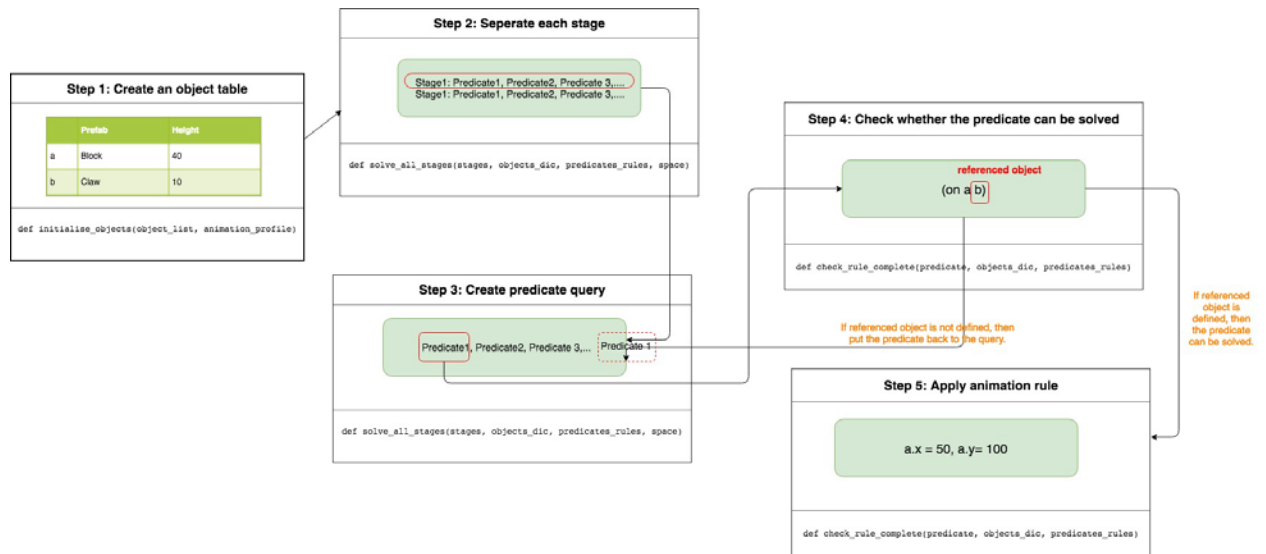 Step 1: Create an object table
Prefab Height
a Block 40
b Claw 10
def initialise_objects(object_list, animation_profile)
Step 2: Seperate each stage
Stage1: Predicate1, Predicate2, Predicate 3,....
Stage1: Predicate1, Predicate2, Predicate 3,....
def solve_all_stages(stages, objects_dic, predicates_rules, space)
Step 3: Create predicate query
Predicate1, Predicate2, Predicate 3,... Predicate 1
def solve_all_stages(stages, objects_dic, predicates_rules, space)
Step 4: Check whether the predicate can be solved
referenced object
(on a b)
def check_rule_complete(predicate, objects_dic, predicates_rules)
If referenced object is not defined, then
put the predicate back to the query.
If referenced
object is
defined, then
the predicate
can be solved.
Step 5: Apply animation rule
a.x = 50, a.y= 100
def check_rule_complete(predicate, objects_dic, predicates_rules)